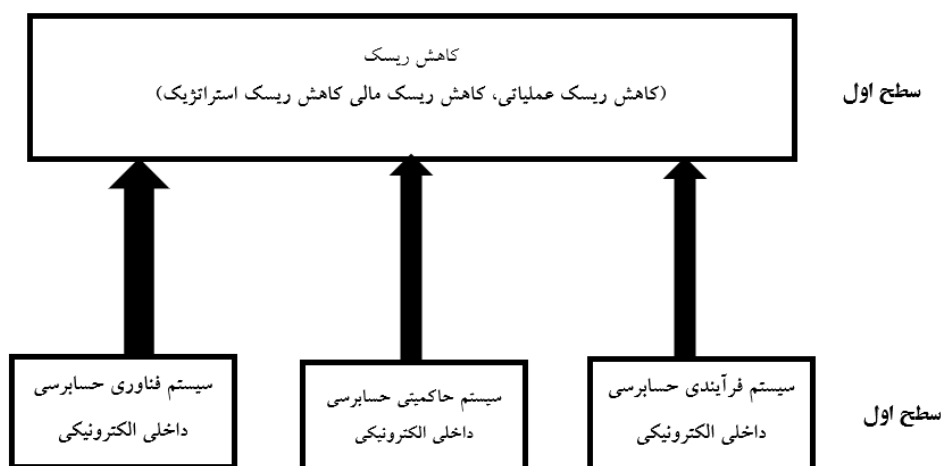 کاهش ریسک
(کاهش ریسک عملیاتی، کاهش ریسک مالی کاهش ریسک استراتژیک)
سطح اول
سیستم فرآیندی حسابرسی
داخلی الکترونیکی
سیستم حاکمیتی حسابرسی
داخلی الکترونیکی
سیستم فناوری حسابرسی
داخلی الکترونیکی
سطح اول